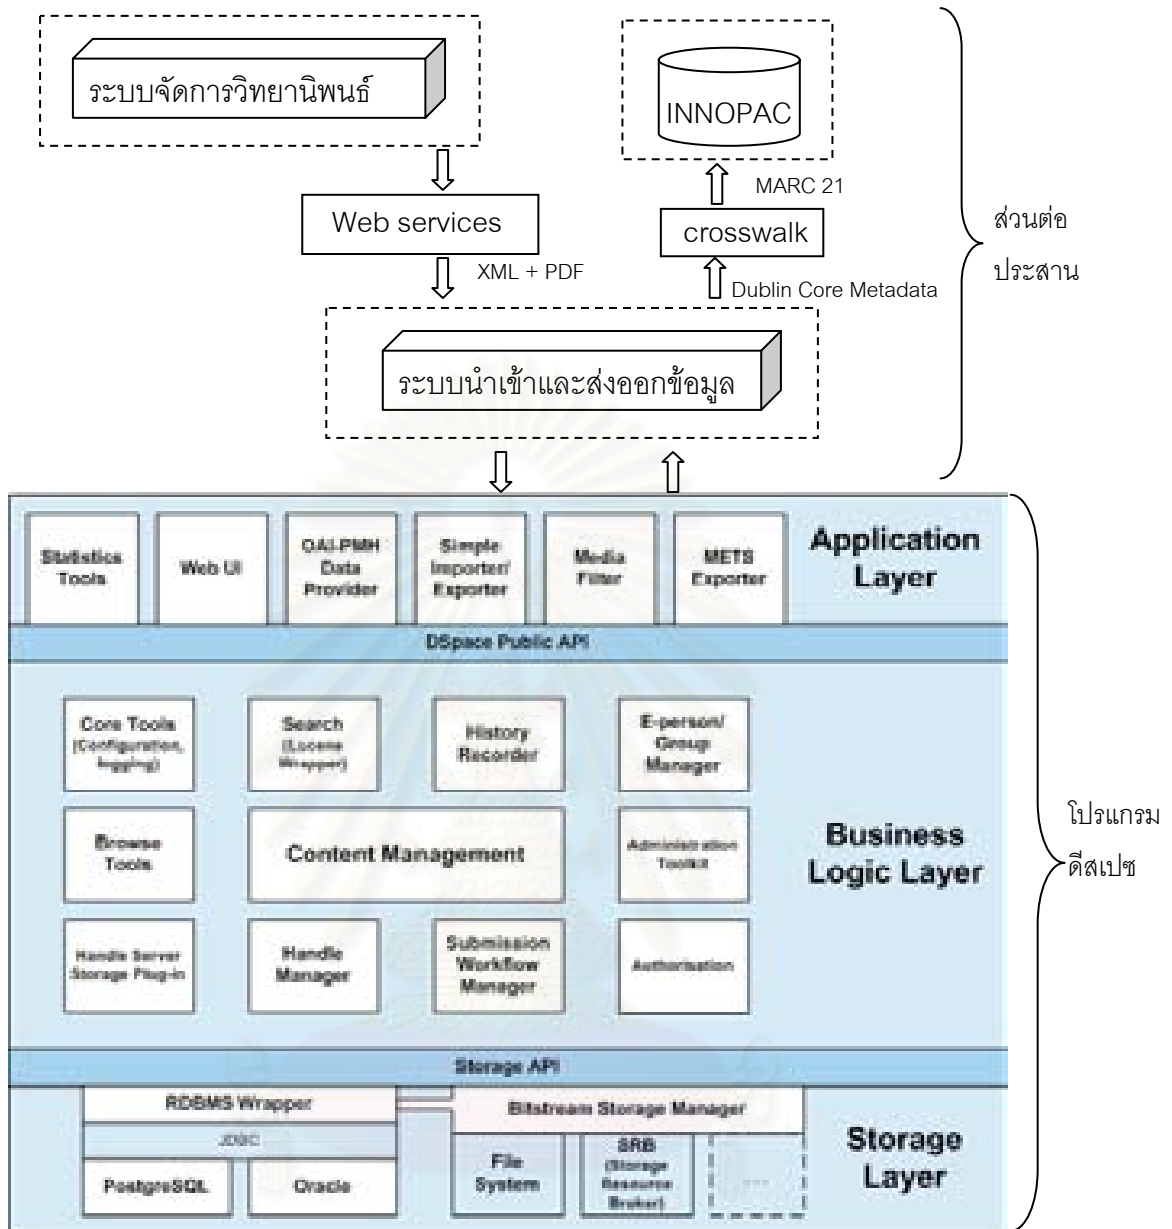 ระบบจัดการวิทยานิพนธ์
INNOPAC
MARC 21
Web services
crosswalk
XML + PDF
Dublin Core Metadata
ระบบนำเข้าและส่งออกข้อมูล
ส่วนต่อ
ประสาน
Statistics
Tools
Web UI
OAI-PMH
Data
Provider
Simple
Importer/
Exporter
Media
Filter
METS
Exporter
Application
Layer
DSpace Public API
Core Tools
(Configuration,
logging)
Search
(Lucene
Wrapper)
History
Recorder
E-person/
Group
Manager
Browse
Tools
Content Management
Administration
Toolkit
Business
Logic Layer
Handle Server
Storage Plug-in
Handle
Manager
Submission
Workflow
Manager
Authorisation
โปรแกรม
ดีสเปซ
Storage API
RDBMS Wrapper
Bitstream Storage Manager
JDBC
PostgreSQL
Oracle
File
System
SRB
(Storage
Resource
Broker)
....
Storage
Layer